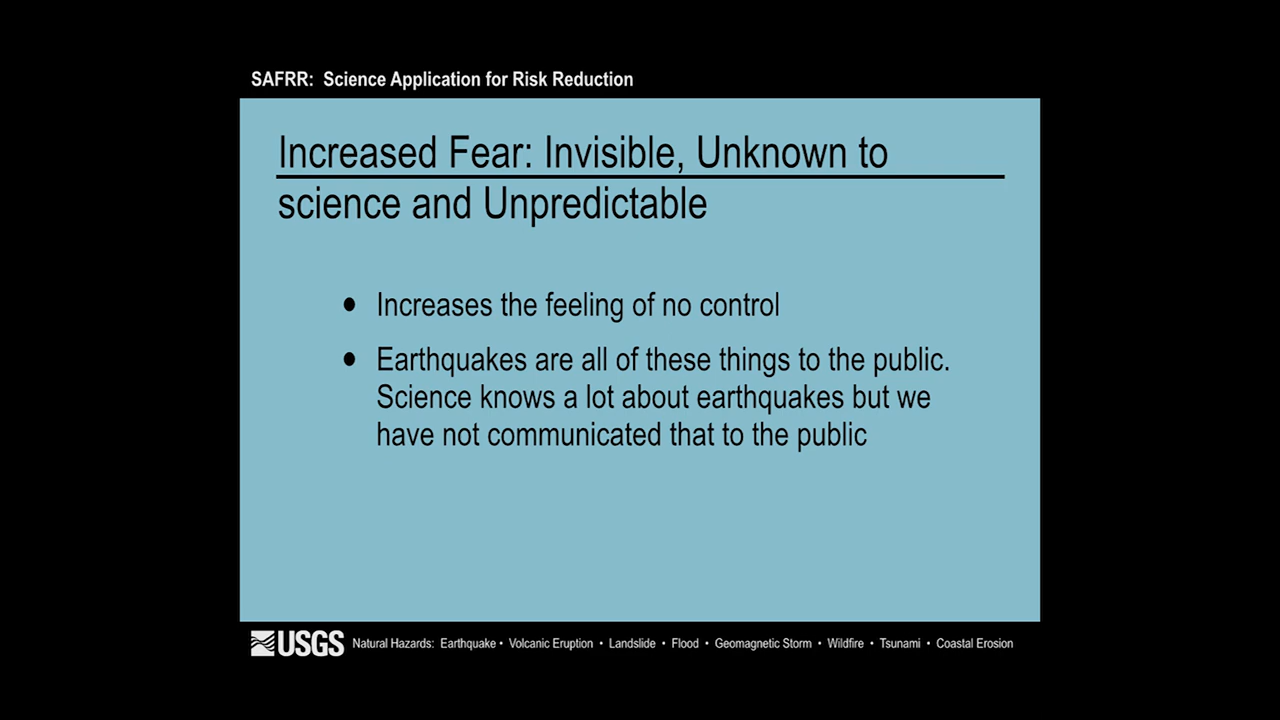 SAFRR: Science Application for Risk Reduction
Increased Fear: Invisible, Unknown to
science and Unpredictable
• Increases the feeling of no control
• Earthquakes are all of these things to the public.
Science knows a lot about earthquakes but we
have not communicated that to the public
USGS Natural Hazards: Earthquake • Volcanic Eruption • Landslide • Flood • Geomagnetic Storm • Wildfire • Tsunami • Coastal Erosion